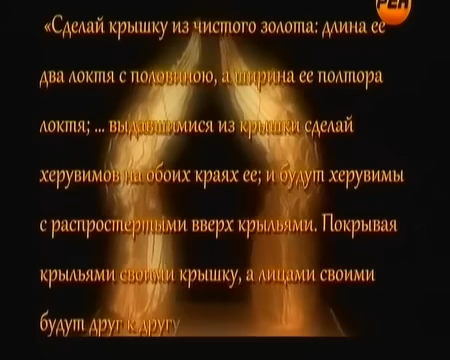 РЕН
«Сделай крышку из чистого золота: длина ее
два локтя с половиною, а ширина ее полтора
локтя; ... выдавшимися из крышки сделай
херувимов на обоих краях ее; и будут херувимы
с распростертыми вверх крыльями. Покрывая
крыльями своими крышку, а лицами своими
будут друг к другу